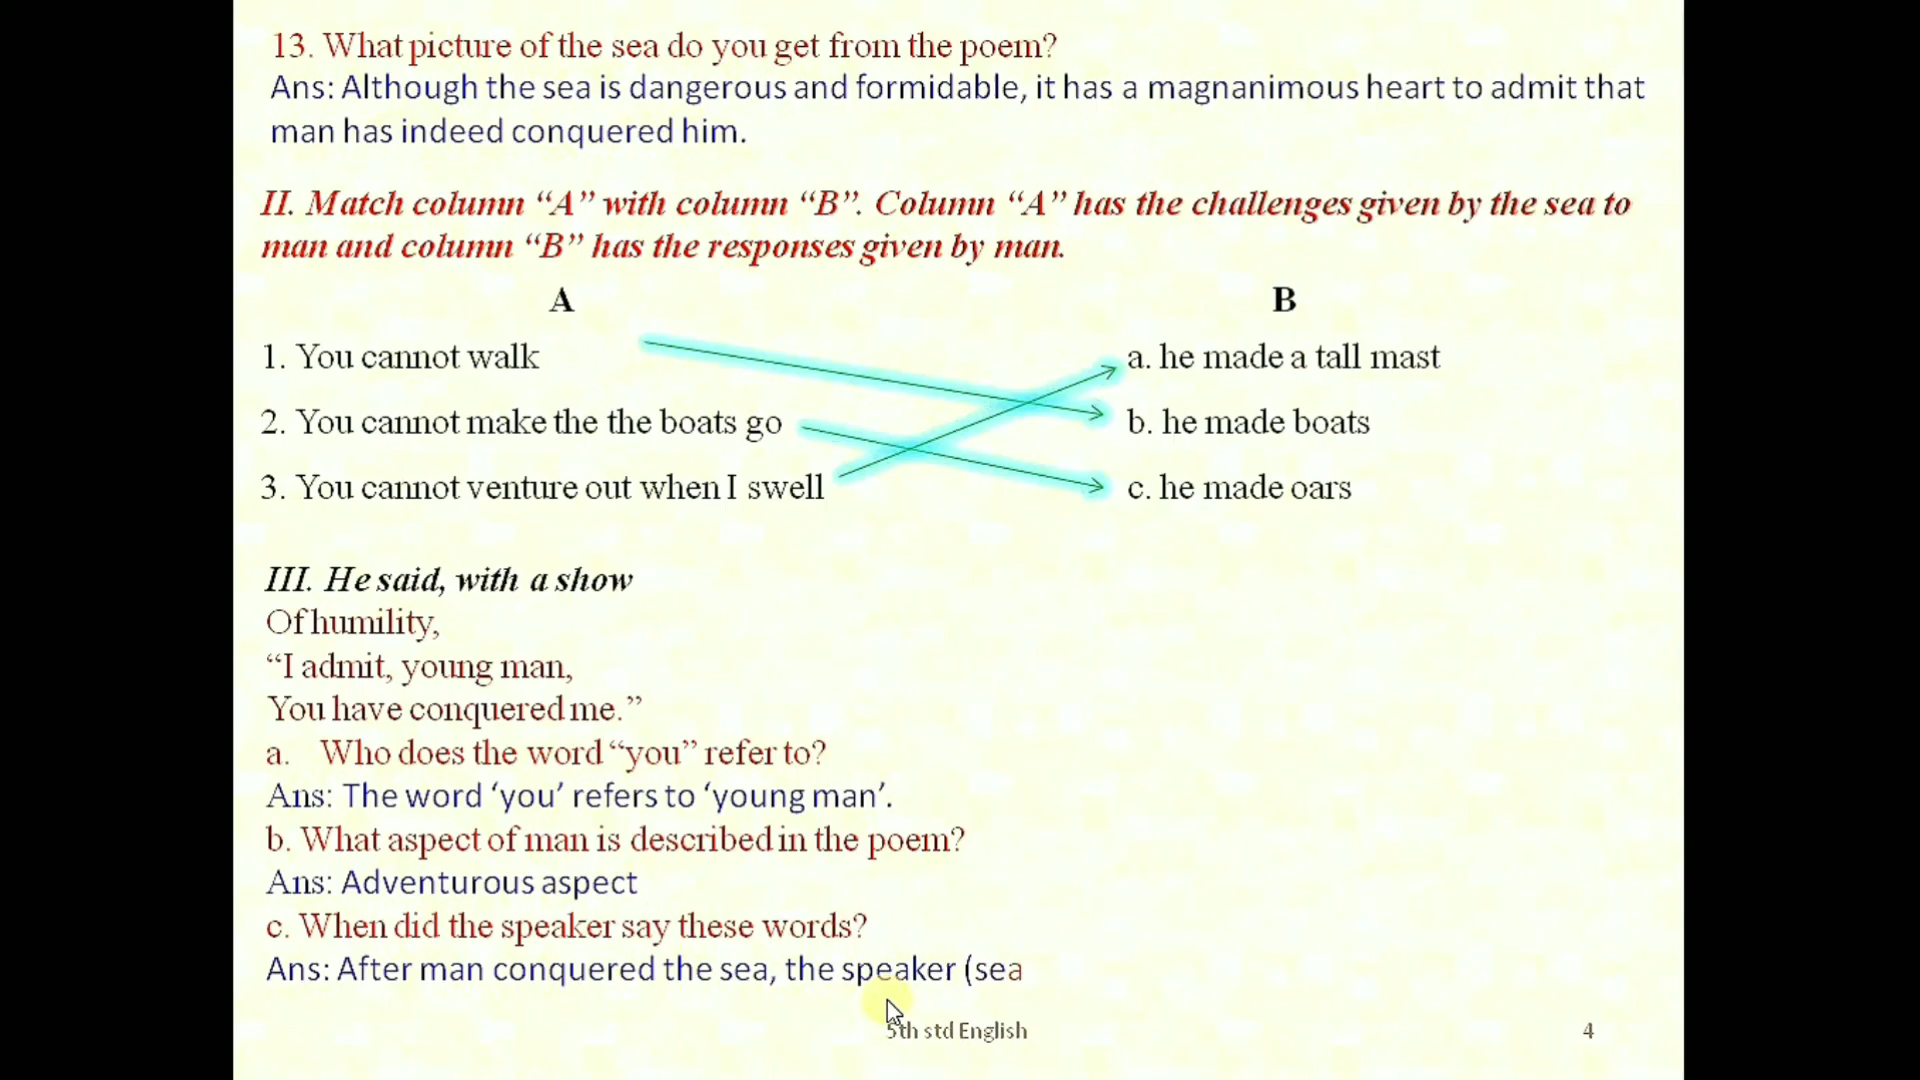 13. What picture of the sea do you get from the poem?
Ans: Although the sea is dangerous and formidable, it has a magnanimous heart to admit that
man has indeed conquered him.
II. Match column “A” with column “B”. Column “A” has the challenges given by the sea to
man and column “B” has the responses given by man.
A B
1. You cannot walk a. he made a tall mast
2. You cannot make the the boats go b. he made boats
3. You cannot venture out when I swell c. he made oars
III. He said, with a show
Of humility,
“I admit, young man,
You have conquered me.”
a. Who does the word “you” refer to?
Ans: The word ‘you’ refers to ‘young man’.
b. What aspect of man is described in the poem?
Ans: Adventurous aspect
c. When did the speaker say these words?
Ans: After man conquered the sea, the speaker (sea
5th std English 4